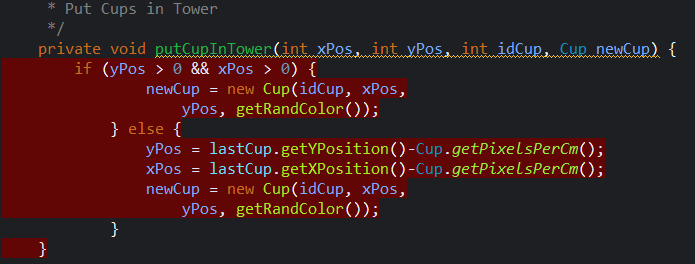 * Put Cups in Tower
*/
private void putCupInTower(int xPos, int yPos, int idCup, Cup newCup) {
if (yPos > 0 && xPos > 0) {
newCup = new Cup(idCup, xPos,
yPos, getRandColor());
} else {
yPos = lastCup.getYPosition()-Cup.getPixelsPerCm();
xPos = lastCup.getXPosition()-Cup.getPixelsPerCm();
newCup = new Cup(idCup, xPos,
yPos, getRandColor());
}
}